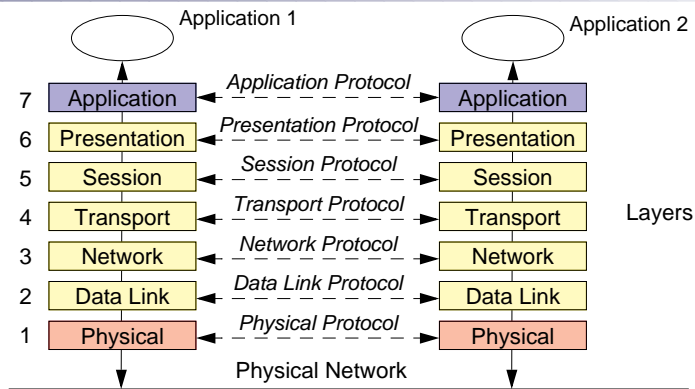 Application 1
Application 2
7 Application Application Protocol Application
6 Presentation Presentation Protocol Presentation
5 Session Session Protocol Session
4 Transport Transport Protocol Transport Layers
3 Network Network Protocol Network
2 Data Link Data Link Protocol Data Link
1 Physical Physical Protocol Physical
Physical Network